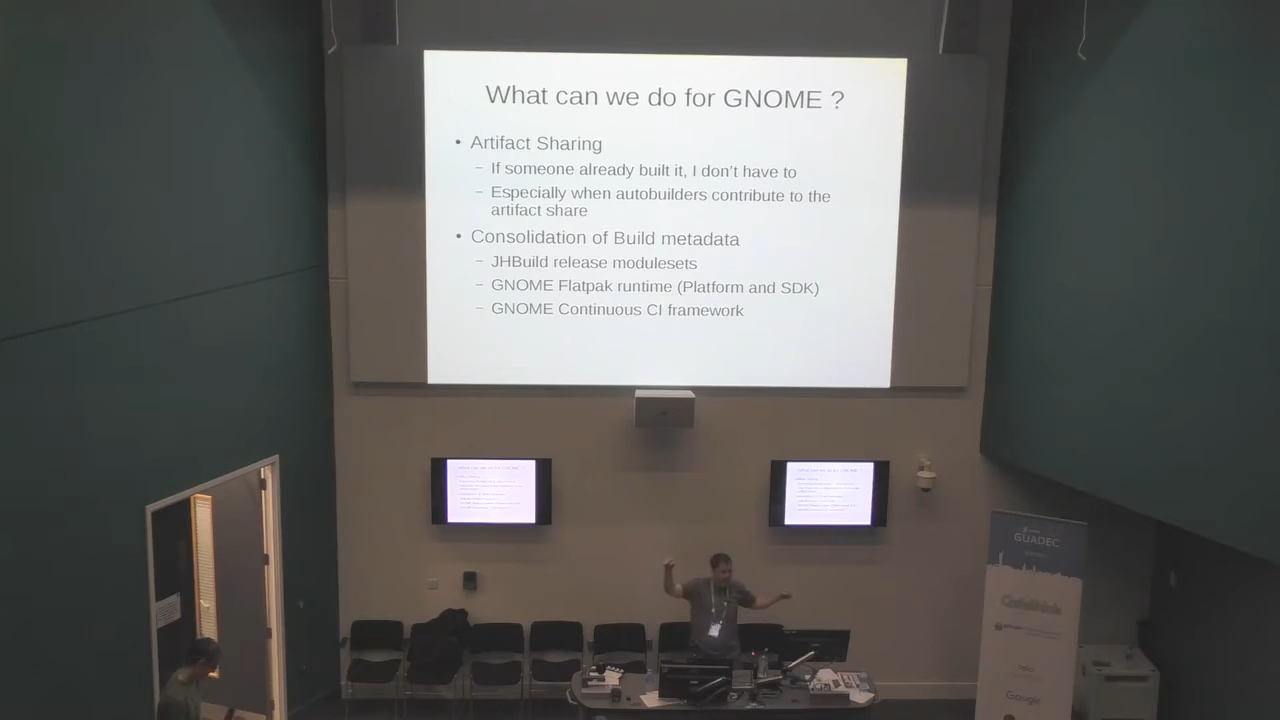 What can we do for GNOME ?
• Artifact Sharing
– If someone already built it, I don't have to
– Especially when autobuilders contribute to the
artifact share
• Consolidation of Build metadata
– JHBuild release modulesets
– GNOME Flatpak runtime (Platform and SDK)
– GNOME Continuous CI framework
GUADEC
Codethink
Google